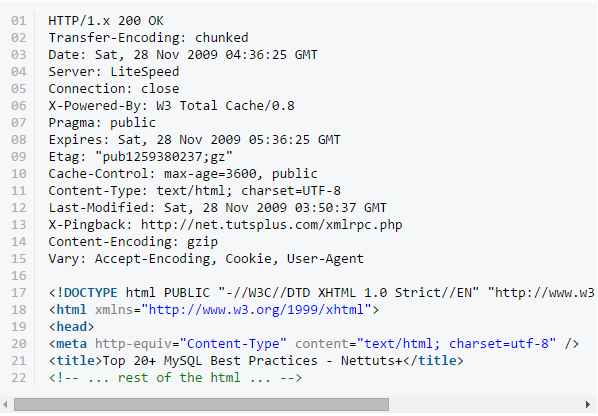 01 HTTP/1.x 200 OK
02 Transfer-Encoding: chunked
03 Date: Sat, 28 Nov 2009 04:36:25 GMT
04 Server: LiteSpeed
05 Connection: close
06 X-Powered-By: W3 Total Cache/0.8
07 Pragma: public
08 Expires: Sat, 28 Nov 2009 05:36:25 GMT
09 Etag: "pub1259380237;gz"
10 Cache-Control: max-age=3600, public
11 Content-Type: text/html; charset=UTF-8
12 Last-Modified: Sat, 28 Nov 2009 03:50:37 GMT
13 X-Pingback: http://net.tutsplus.com/xmlrpc.php
14 Content-Encoding: gzip
15 Vary: Accept-Encoding, Cookie, User-Agent
16
17 <!DOCTYPE html PUBLIC "-//W3C//DTD XHTML 1.0 Strict//EN" "http://www.w3
18 <html xmlns="http://www.w3.org/1999/xhtml">
19 <head>
20 <meta http-equiv="Content-Type" content="text/html; charset=utf-8" />
21 <title>Top 20+ MySQL Best Practices - Nettuts+</title>
22 <!-- ... rest of the html ... -->